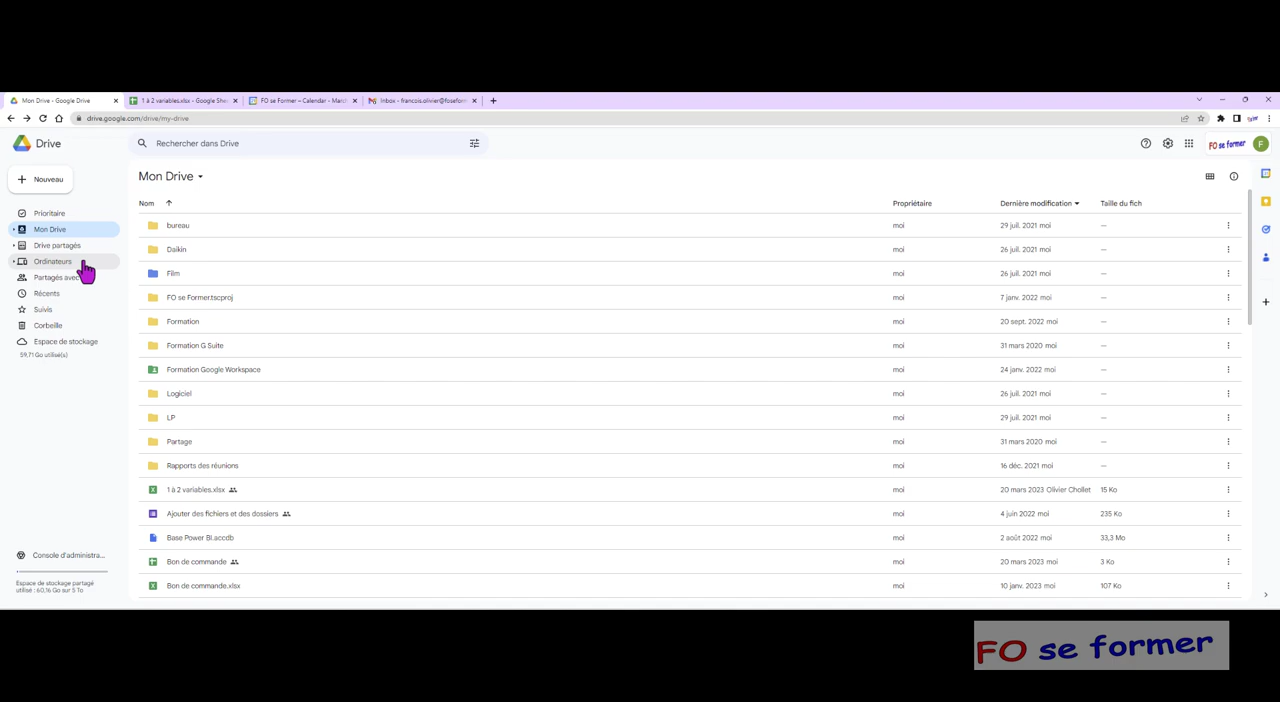 Mon Drive - Google Drive
1 à 2 variables.xlsx - Google She
FO se Former – Calendar - March
Inbox - francois.olivier@foseform
drive.google.com/drive/my-drive
Drive
Rechercher dans Drive
FO se former
F
Nouveau
Mon Drive
Nom
Propriétaire
Dernière modification
Taille du fich
Prioritaire
Mon Drive
Drive partagés
Ordinateurs
Partagés avec
Récents
Suivis
Corbeille
Espace de stockage
59,71 Go utilisé(s)
bureau moi 29 juil. 2021 moi —
Daikin moi 26 juil. 2021 moi —
Film moi 26 juil. 2021 moi —
FO se Former.tscproj moi 7 janv. 2022 moi —
Formation moi 20 sept. 2022 moi —
Formation G Suite moi 31 mars 2020 moi —
Formation Google Workspace moi 24 janv. 2022 moi —
Logiciel moi 26 juil. 2021 moi —
LP moi 29 juil. 2021 moi —
Partage moi 31 mars 2020 moi —
Rapports des réunions moi 16 déc. 2021 moi —
1 à 2 variables.xlsx moi 20 mars 2023 Olivier Chollet 15 Ko
Ajouter des fichiers et des dossiers moi 4 juin 2022 moi 235 Ko
Base Power BI.accdb moi 2 août 2022 moi 33,3 Mo
Bon de commande moi 20 mars 2023 moi 3 Ko
Bon de commande.xlsx moi 10 janv. 2023 moi 107 Ko
Console d'administra...
Espace de stockage partagé
utilisé : 60,16 Go sur 5 To
FO se former